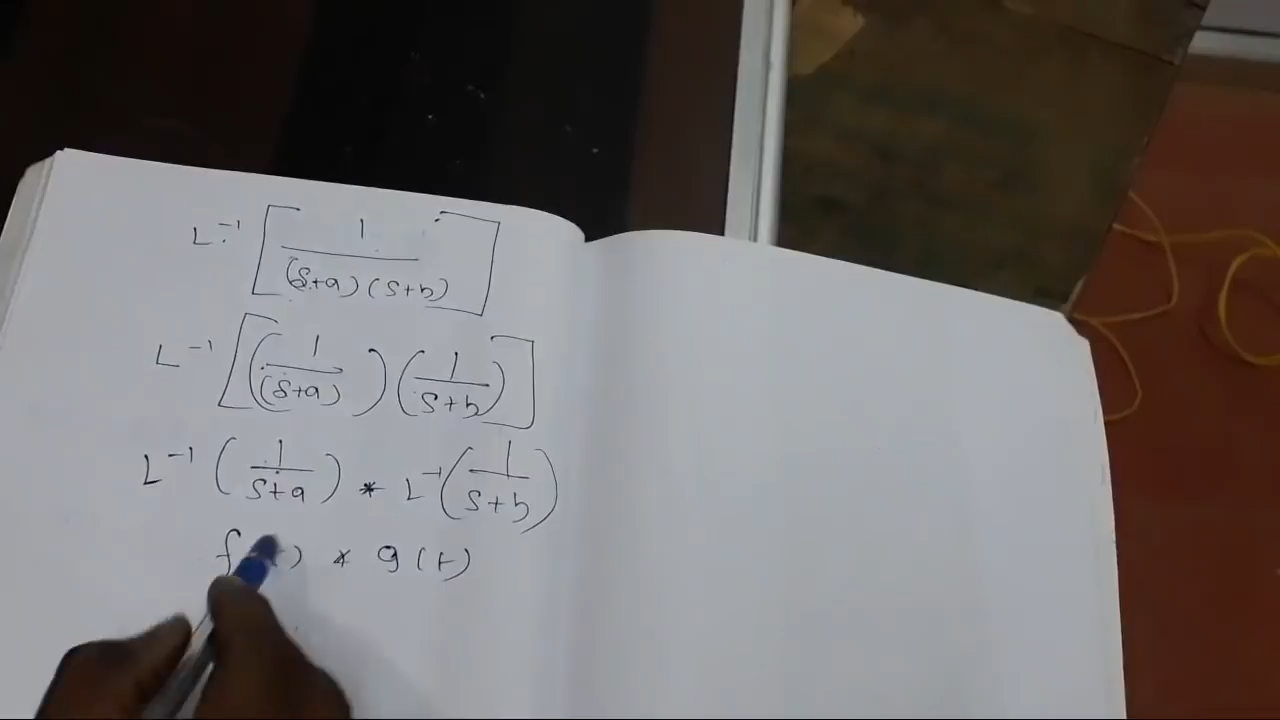 L⁻¹ [ 1/((s+a)(s+b)) ]
L⁻¹ [ (1/(s+a)) (1/(s+b)) ]
L⁻¹ (1/(s+a)) * L⁻¹ (1/(s+b))
f( ) * g(t)